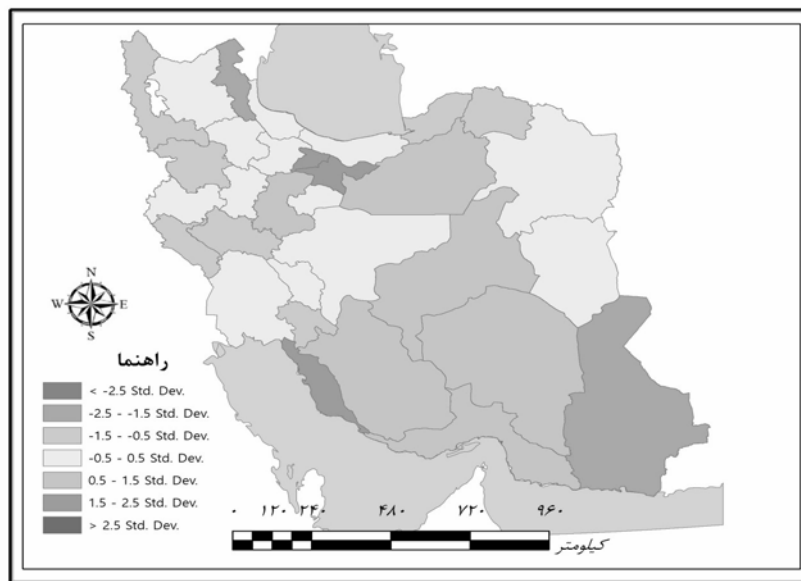 N
W E
S
راهنما
< -2.5 Std. Dev.
-2.5 - -1.5 Std. Dev.
-1.5 - -0.5 Std. Dev.
-0.5 - 0.5 Std. Dev.
0.5 - 1.5 Std. Dev.
1.5 - 2.5 Std. Dev.
> 2.5 Std. Dev.
۰ ۱۲۰ ۲۴۰ ۴۸۰ ۷۲۰ ۹۶۰
کیلومتر